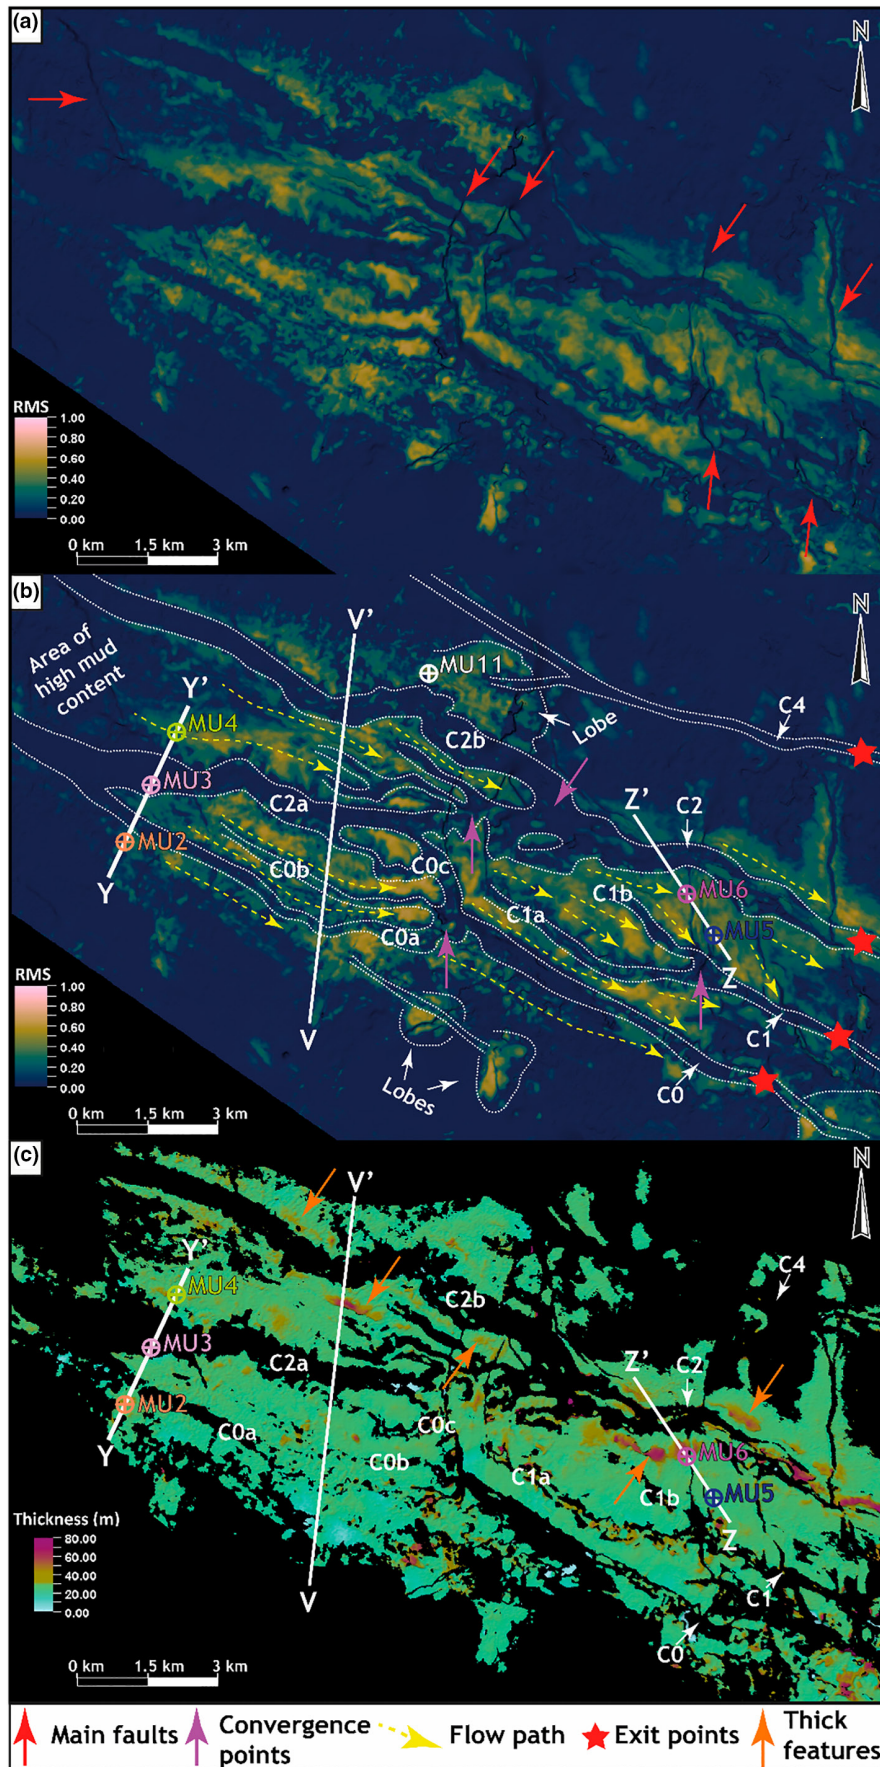 (a)
N
RMS
1.00
0.80
0.60
0.40
0.20
0.00
0 km 1.5 km 3 km
(b)
V'
N
Area of
high mud
content
MU11
Y'
C4
MU4
Lobe
C2b
MU3
Z'
C2
C2a
MU2
C0b
C0c
MU6
Y
C1b
C1a
C0a
MU5
Z
RMS
1.00
0.80
0.60
0.40
0.20
0.00
V
C1
Lobes
C0
0 km 1.5 km 3 km
(c)
N
V'
Y'
C4
MU4
C2b
MU3
C2a
Z'
C2
MU2
C0a
C0c
Y
C0b
MU6
C1a
C1b
MU5
Thickness (m)
80.00
60.00
40.00
20.00
0.00
Z
V
C1
C0
0 km 1.5 km 3 km
Main faults
Convergence
points
Flow path
Exit points
Thick
features